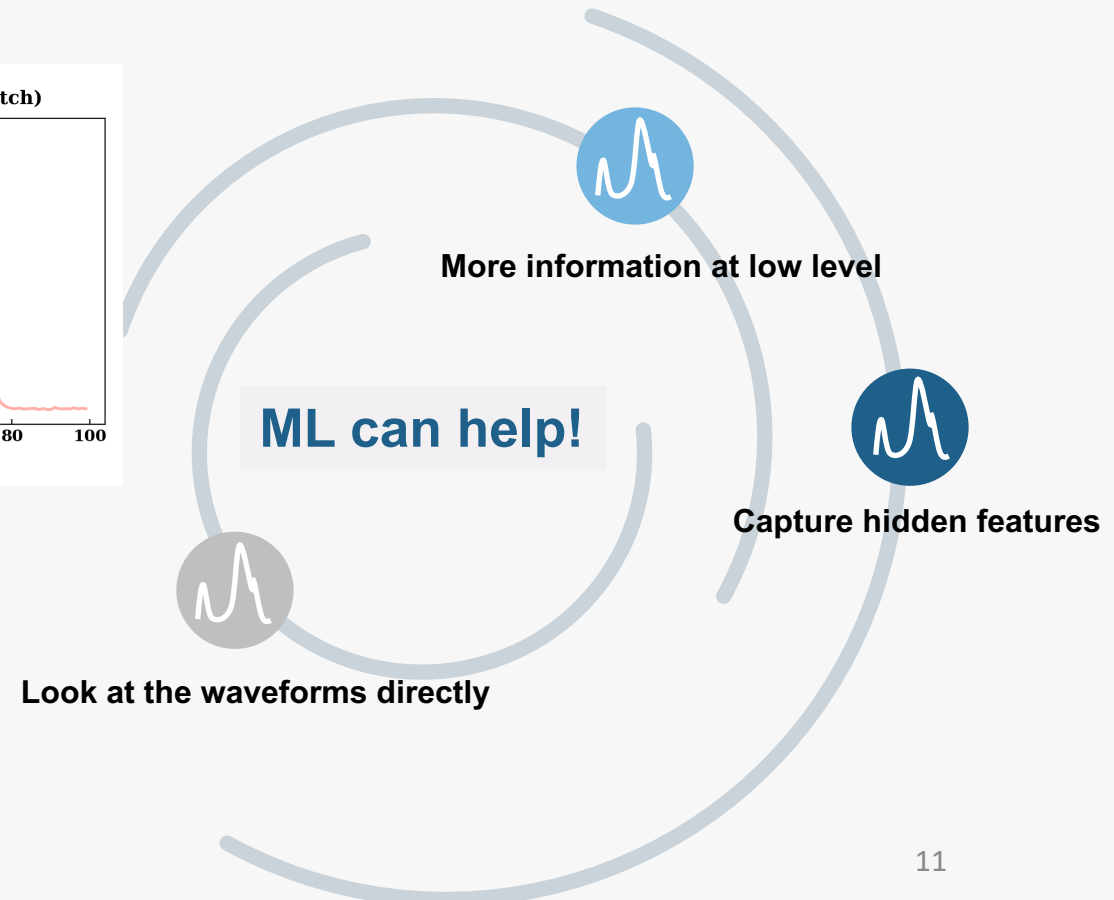 tch)
80 100
More information at low level
ML can help!
Capture hidden features
Look at the waveforms directly
11